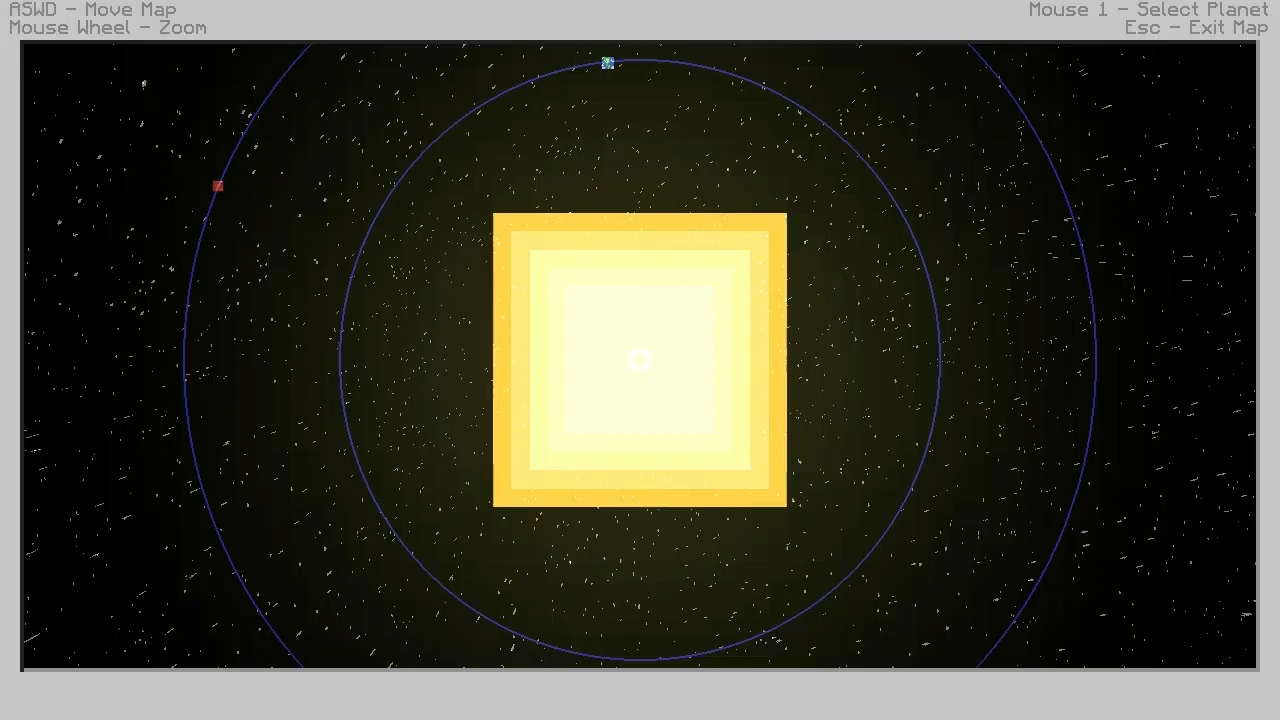 ASWD - Move Map
Mouse Wheel - Zoom
Mouse 1 - Select Planet
Esc - Exit Map